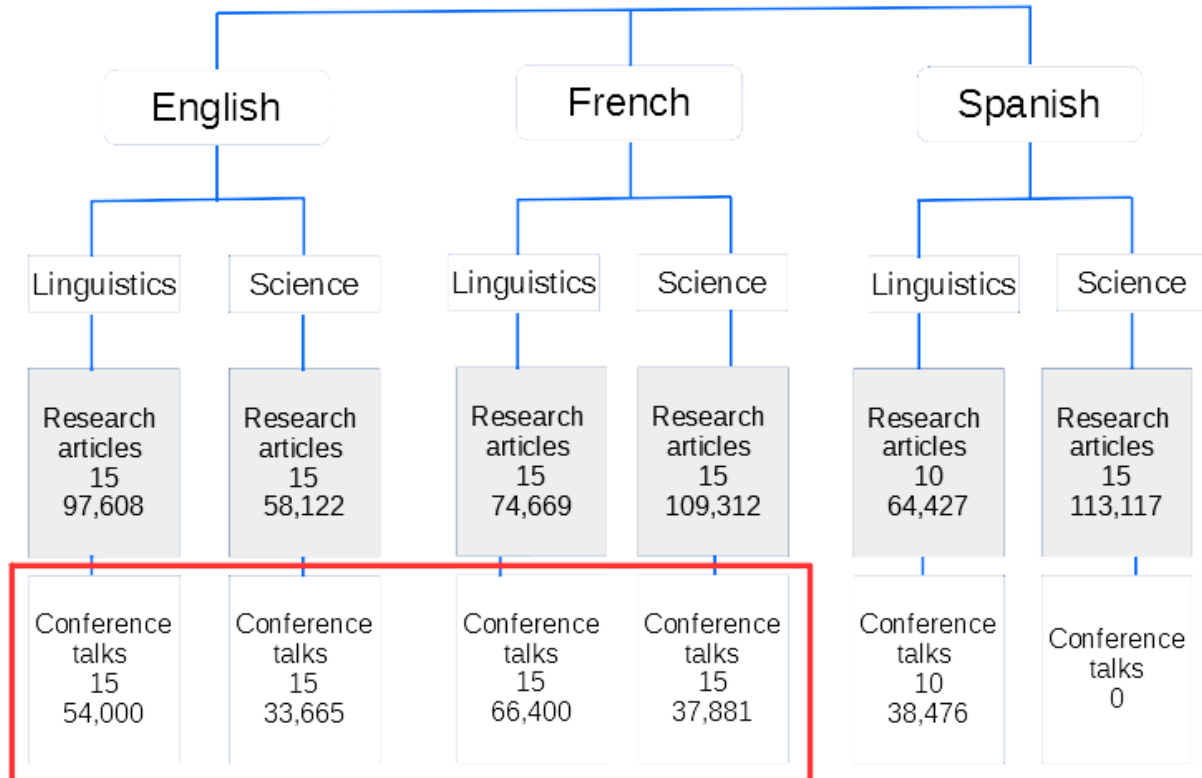 English
French
Spanish
Linguistics
Science
Linguistics
Science
Linguistics
Science
Research
articles
15
97,608
Research
articles
15
58,122
Research
articles
15
74,669
Research
articles
15
109,312
Research
articles
10
64,427
Research
articles
15
113,117
Conference
talks
15
54,000
Conference
talks
15
33,665
Conference
talks
15
66,400
Conference
talks
15
37,881
Conference
talks
10
38,476
Conference
talks
0